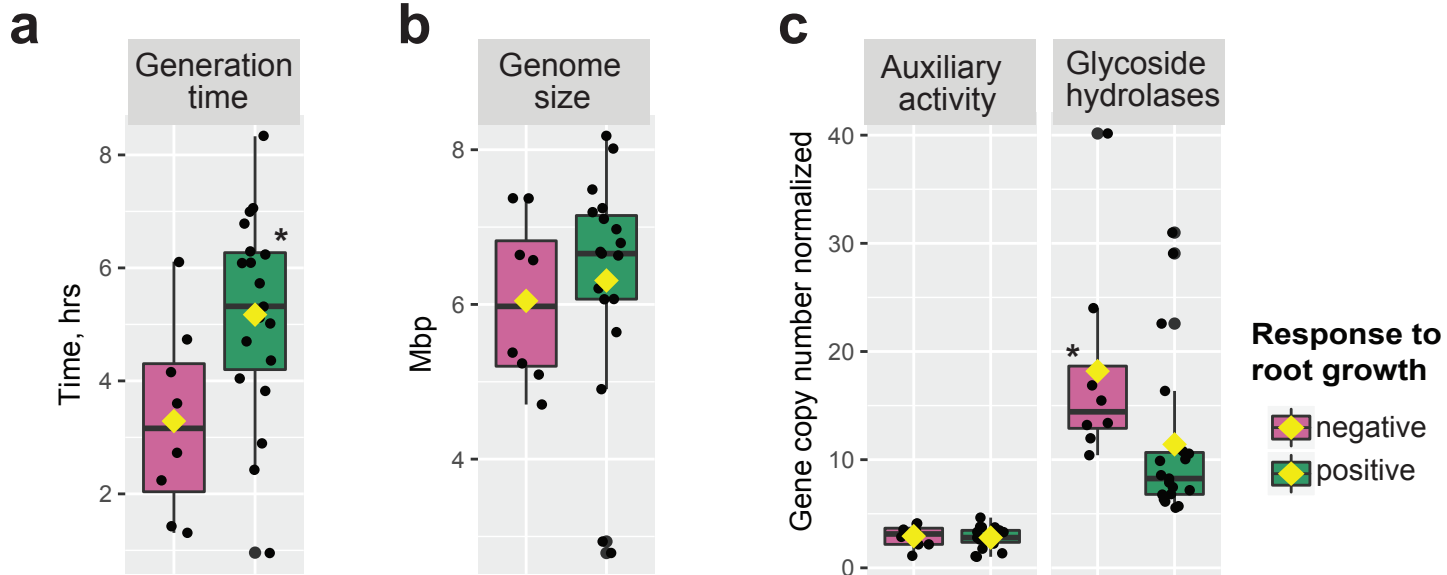 a
Generation
time
Time, hrs
8
6
4
2
*
b
Genome
size
Mbp
8
6
4
c
Auxiliary
activity
Glycoside
hydrolases
Gene copy number normalized
40
30
20
10
0
*
Response to
root growth
negative
positive